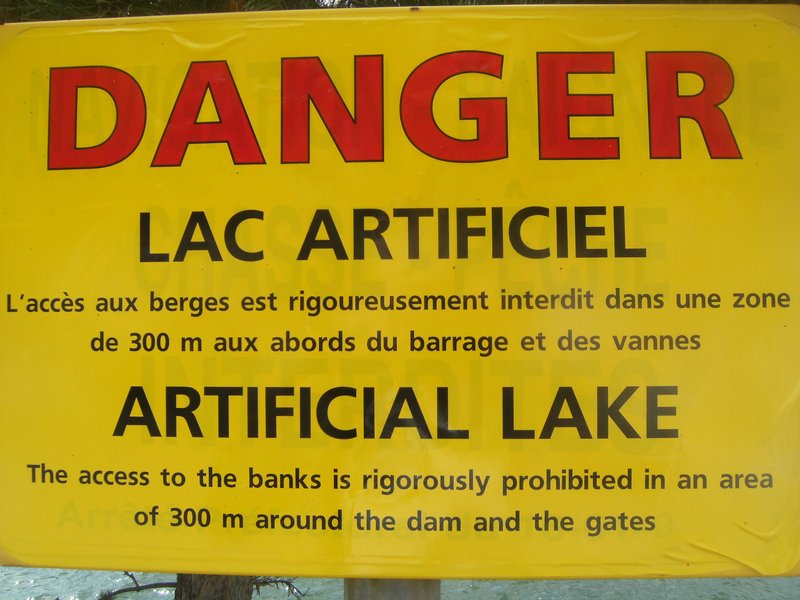 DANGER
LAC ARTIFICIEL
L'accès aux berges est rigoureusement interdit dans une zone
de 300 m aux abords du barrage et des vannes
ARTIFICIAL LAKE
The access to the banks is rigorously prohibited in an area
of 300 m around the dam and the gates